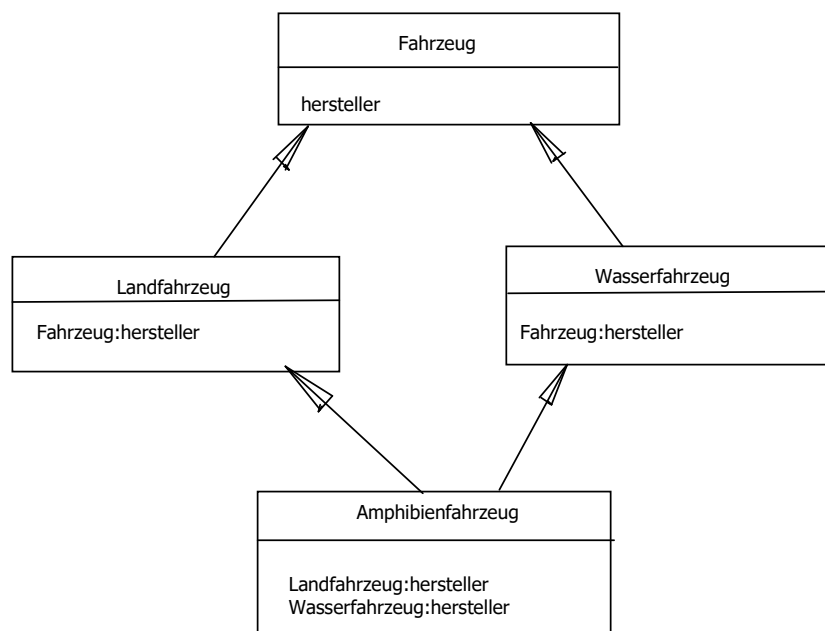 Fahrzeug
hersteller
Landfahrzeug
Fahrzeug:hersteller
Wasserfahrzeug
Fahrzeug:hersteller
Amphibienfahrzeug
Landfahrzeug:hersteller
Wasserfahrzeug:hersteller